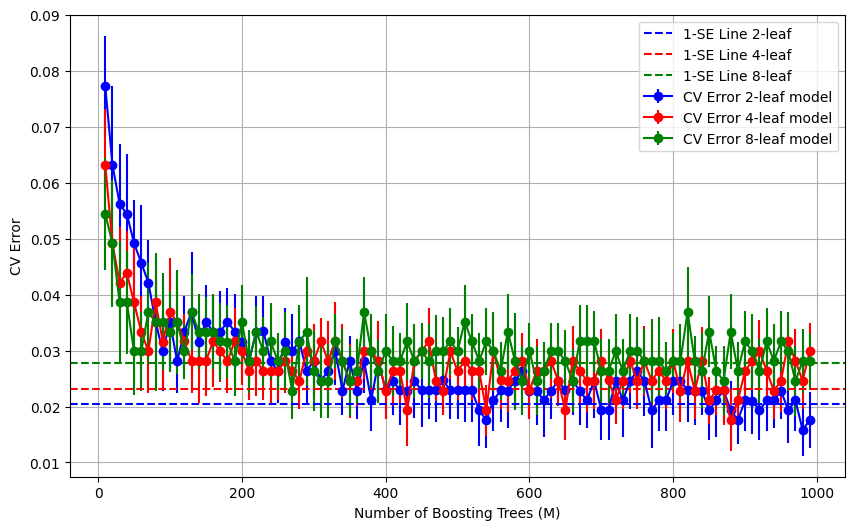 0.09
0.08
0.07
0.06
0.05
0.04
0.03
0.02
0.01
CV Error
1-SE Line 2-leaf
1-SE Line 4-leaf
1-SE Line 8-leaf
CV Error 2-leaf model
CV Error 4-leaf model
CV Error 8-leaf model
0 200 400 600 800 1000
Number of Boosting Trees (M)